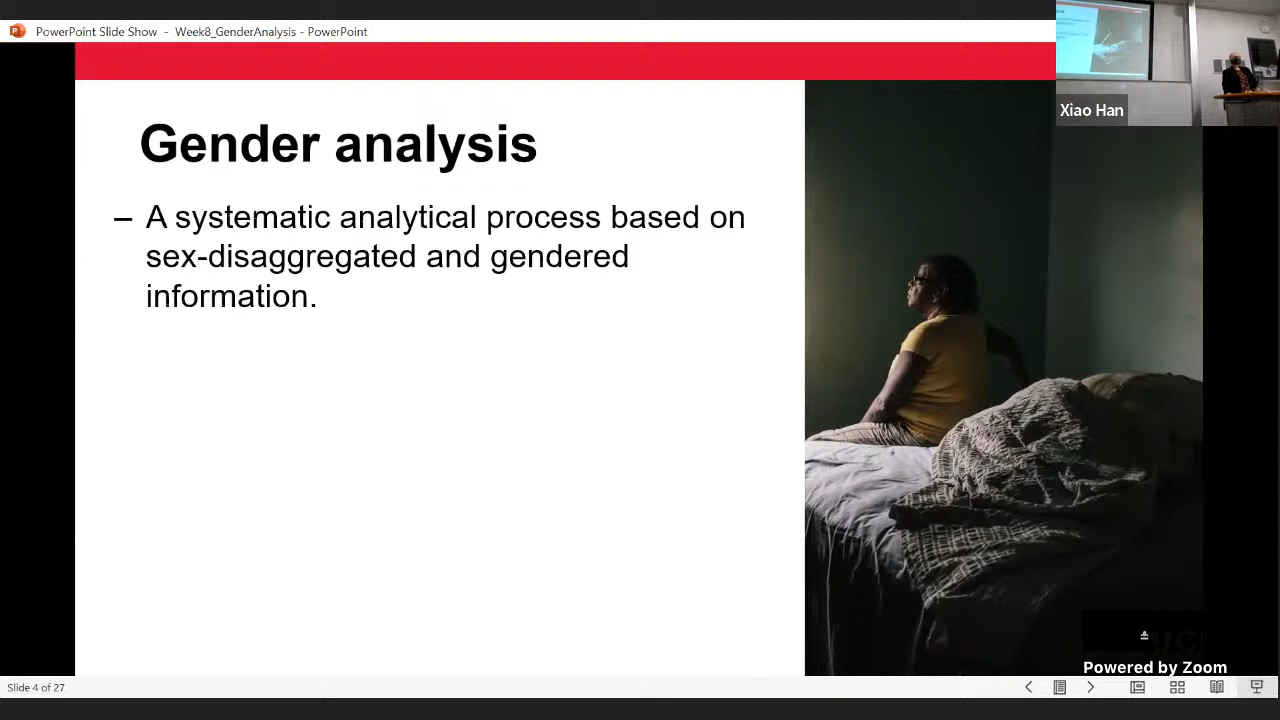 PowerPoint Slide Show - Week8_GenderAnalysis - PowerPoint
Xiao Han
Gender analysis
– A systematic analytical process based on
sex-disaggregated and gendered
information.
Powered by Zoom
Slide 4 of 27